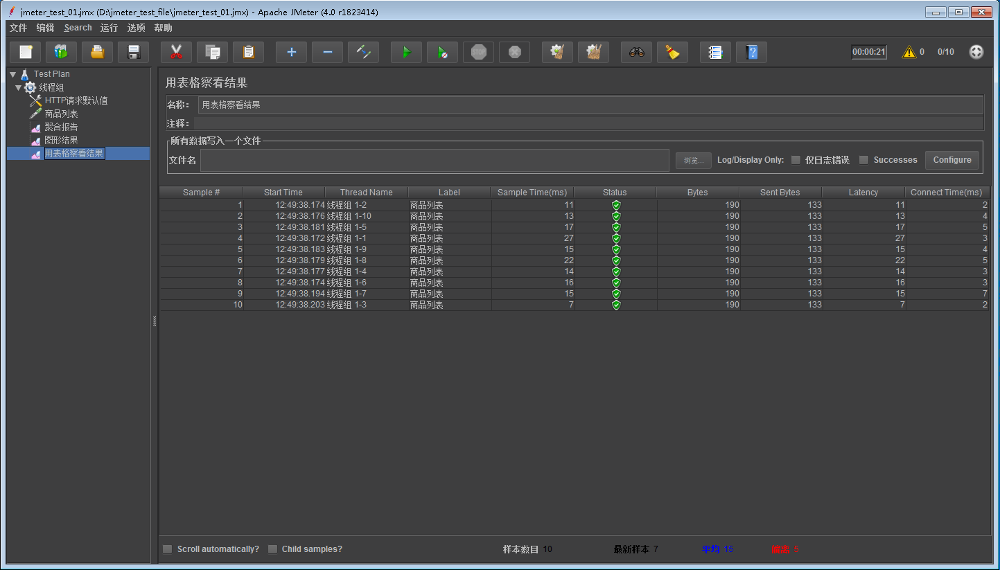 jmeter_test_01.jmx (D:\jmeter_test_file\jmeter_test_01.jmx) - Apache JMeter (4.0 r1823414)
文件 编辑 Search 运行 选项 帮助
STOP 00:00:21 0 0/10
Test Plan
线程组
HTTP请求默认值
商品列表
聚合报告
图形结果
用表格察看结果
用表格察看结果
名称： 用表格察看结果
注释：
所有数据写入一个文件
文件名 浏览... Log/Display Only: 仅日志错误 Successes Configure
Sample # Start Time Thread Name Label Sample Time(ms) Status Bytes Sent Bytes Latency Connect Time(ms)
1 12:49:38.174 线程组 1-2 商品列表 11 190 133 11 2
2 12:49:38.176 线程组 1-10 商品列表 13 190 133 13 4
3 12:49:38.181 线程组 1-5 商品列表 17 190 133 17 5
4 12:49:38.172 线程组 1-1 商品列表 27 190 133 27 3
5 12:49:38.183 线程组 1-9 商品列表 15 190 133 15 4
6 12:49:38.179 线程组 1-8 商品列表 22 190 133 22 5
7 12:49:38.177 线程组 1-4 商品列表 14 190 133 14 3
8 12:49:38.174 线程组 1-6 商品列表 16 190 133 16 3
9 12:49:38.194 线程组 1-7 商品列表 15 190 133 15 7
10 12:49:38.203 线程组 1-3 商品列表 7 190 133 7 2
Scroll automatically? Child samples? 样本数目 10 最新样本 7 平均 15 偏离 5